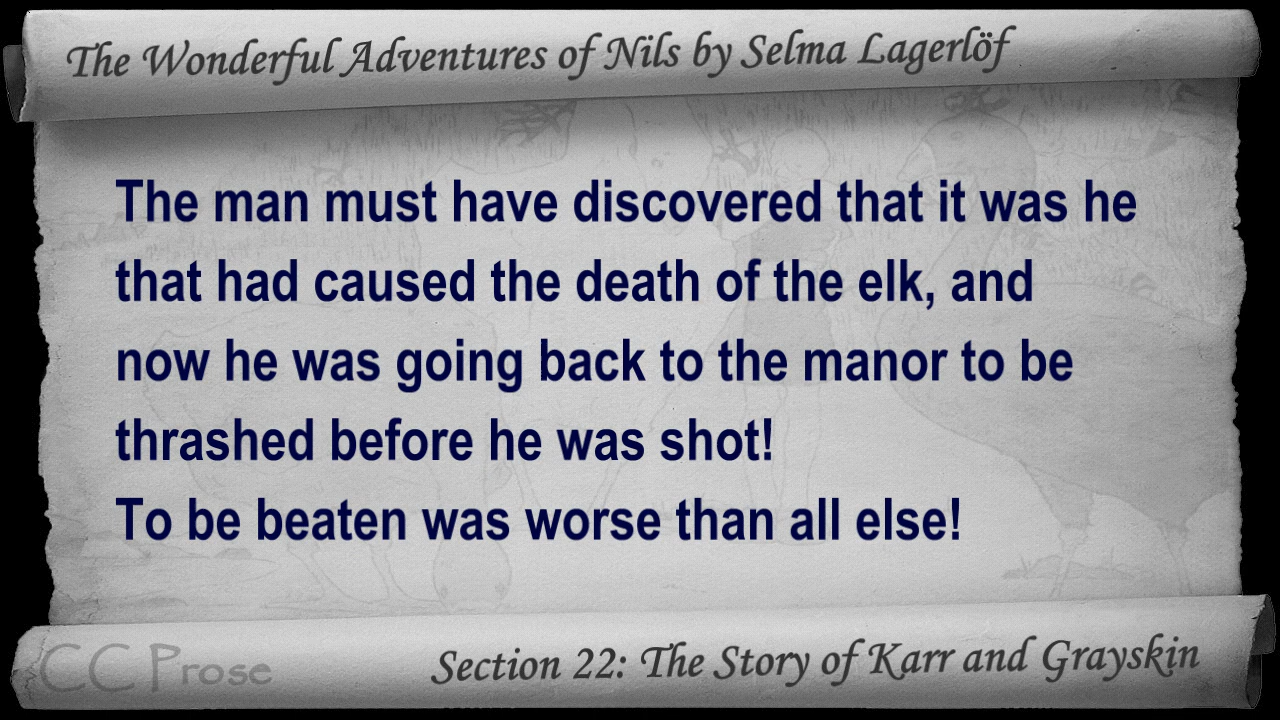 The Wonderful Adventures of Nils by Selma Lagerlöf
The man must have discovered that it was he
that had caused the death of the elk, and
now he was going back to the manor to be
thrashed before he was shot!
To be beaten was worse than all else!
CC Prose
Section 22: The Story of Karr and Grayskin